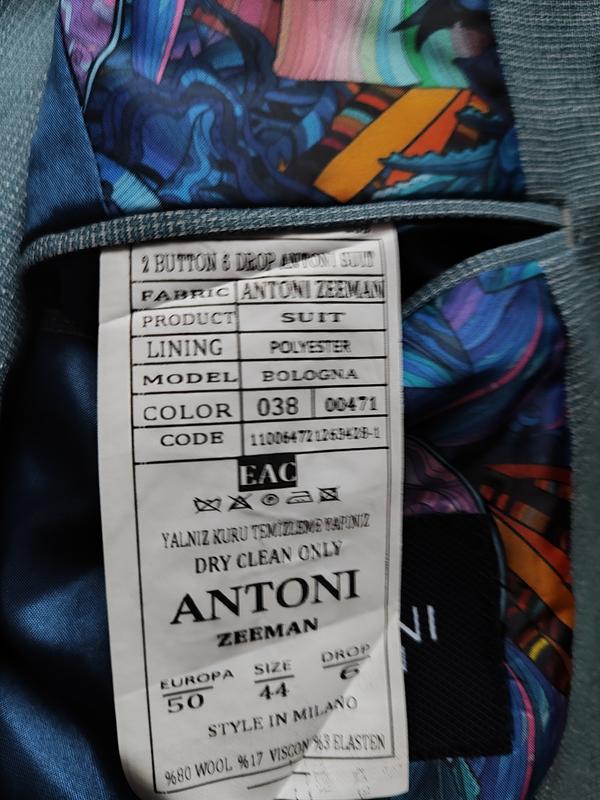 2 BUTTON 6 DROP ANTONI SUIT
FABRIC ANTONI ZEEMAN
PRODUCT SUIT
LINING POLYESTER
MODEL BOLOGNA
COLOR 038 00471
CODE
EAC
YALNIZ KURU TEMİZLEME YAPINIZ
DRY CLEAN ONLY
ANTONI
ZEEMAN
EUROPA SIZE DROP
50 44 6
STYLE IN MILANO
%80 WOOL %17 VISCON %3 ELASTEN
NI